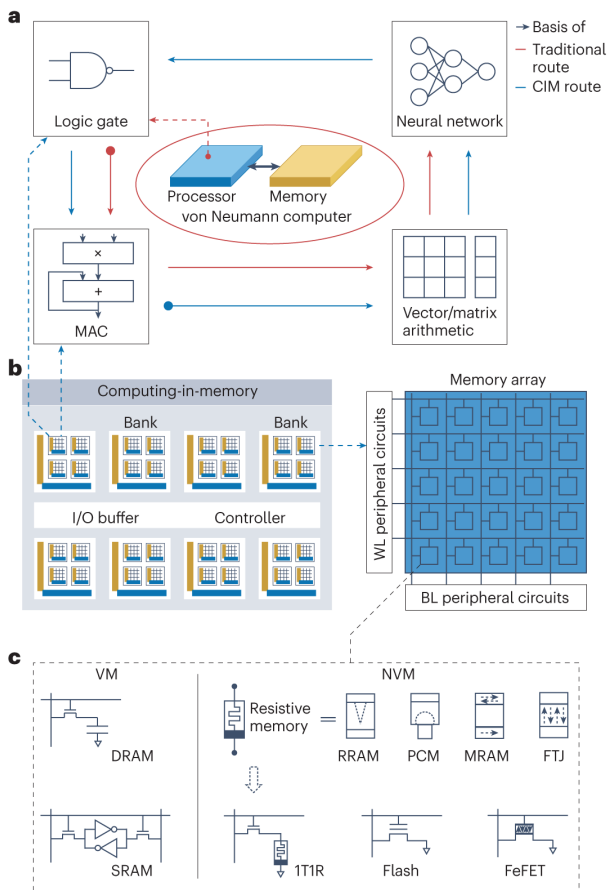 a
Basis of
Traditional
route
CIM route
Logic gate
Neural network
Processor
Memory
von Neumann computer
×
+
MAC
Vector/matrix
arithmetic
b
Computing-in-memory
Bank
Bank
I/O buffer
Controller
Memory array
WL peripheral circuits
BL peripheral circuits
c
VM
NVM
DRAM
Resistive
memory
=
RRAM
PCM
MRAM
FTJ
SRAM
1T1R
Flash
FeFET